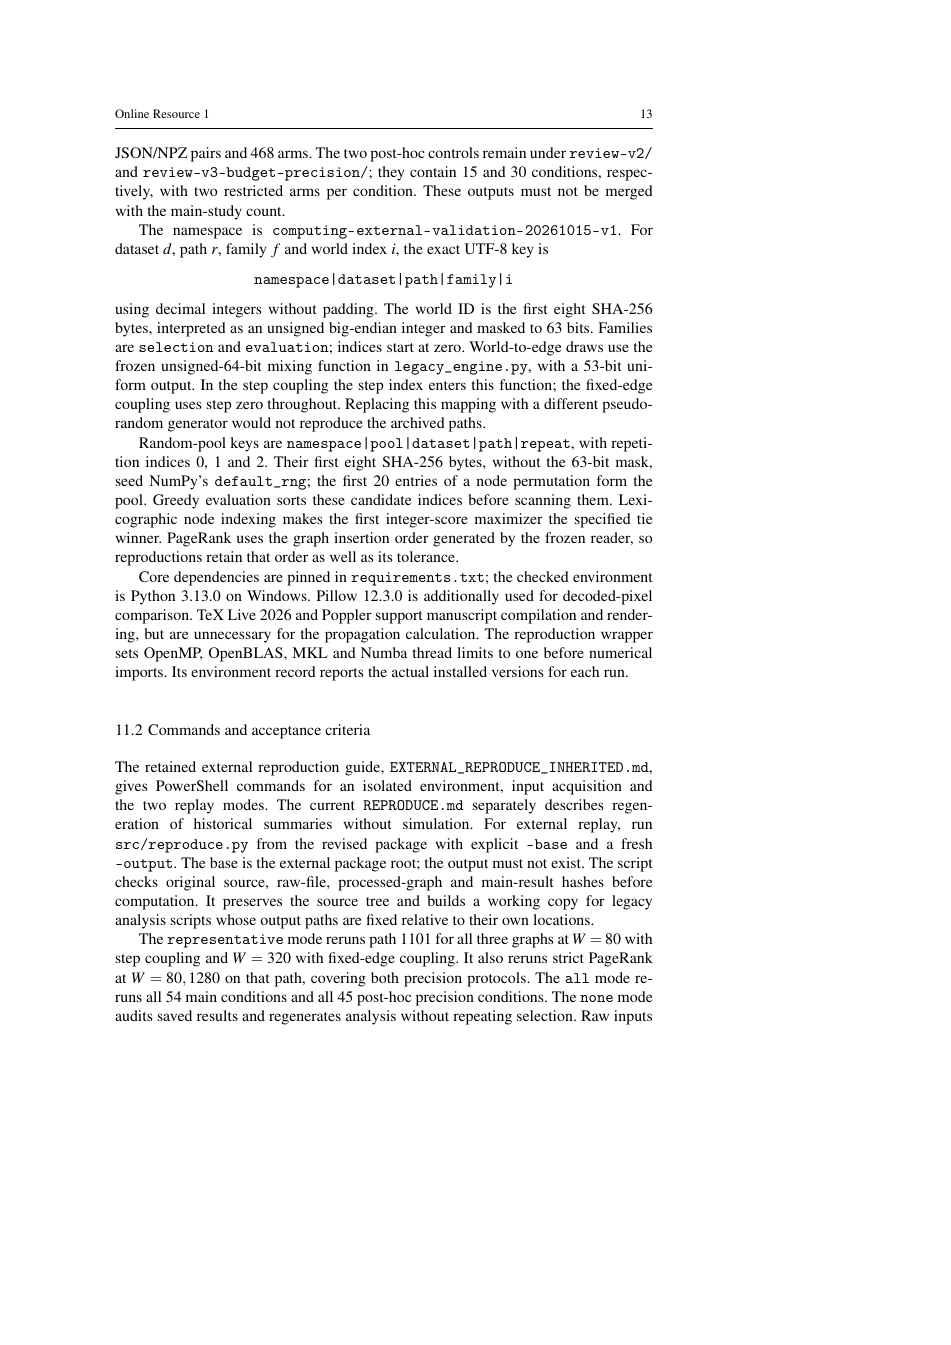 Online Resource 1 13
JSON/NPZ pairs and 468 arms. The two post-hoc controls remain under review-v2/
and review-v3-budget-precision/; they contain 15 and 30 conditions, respec-
tively, with two restricted arms per condition. These outputs must not be merged
with the main-study count.
The namespace is computing-external-validation-20261015-v1. For
dataset d, path r, family f and world index i, the exact UTF-8 key is
namespace|dataset|path|family|i
using decimal integers without padding. The world ID is the first eight SHA-256
bytes, interpreted as an unsigned big-endian integer and masked to 63 bits. Families
are selection and evaluation; indices start at zero. World-to-edge draws use the
frozen unsigned-64-bit mixing function in legacy_engine.py, with a 53-bit uni-
form output. In the step coupling the step index enters this function; the fixed-edge
coupling uses step zero throughout. Replacing this mapping with a different pseudo-
random generator would not reproduce the archived paths.
Random-pool keys are namespace|pool|dataset|path|repeat, with repeti-
tion indices 0, 1 and 2. Their first eight SHA-256 bytes, without the 63-bit mask,
seed NumPy's default_rng; the first 20 entries of a node permutation form the
pool. Greedy evaluation sorts these candidate indices before scanning them. Lexi-
cographic node indexing makes the first integer-score maximizer the specified tie
winner. PageRank uses the graph insertion order generated by the frozen reader, so
reproductions retain that order as well as its tolerance.
Core dependencies are pinned in requirements.txt; the checked environment
is Python 3.13.0 on Windows. Pillow 12.3.0 is additionally used for decoded-pixel
comparison. TeX Live 2026 and Poppler support manuscript compilation and render-
ing, but are unnecessary for the propagation calculation. The reproduction wrapper
sets OpenMP, OpenBLAS, MKL and Numba thread limits to one before numerical
imports. Its environment record reports the actual installed versions for each run.
11.2 Commands and acceptance criteria
The retained external reproduction guide, EXTERNAL_REPRODUCE_INHERITED.md,
gives PowerShell commands for an isolated environment, input acquisition and
the two replay modes. The current REPRODUCE.md separately describes regen-
eration of historical summaries without simulation. For external replay, run
src/reproduce.py from the revised package with explicit -base and a fresh
-output. The base is the external package root; the output must not exist. The script
checks original source, raw-file, processed-graph and main-result hashes before
computation. It preserves the source tree and builds a working copy for legacy
analysis scripts whose output paths are fixed relative to their own locations.
The representative mode reruns path 1101 for all three graphs at W = 80 with
step coupling and W = 320 with fixed-edge coupling. It also reruns strict PageRank
at W = 80,1280 on that path, covering both precision protocols. The all mode re-
runs all 54 main conditions and all 45 post-hoc precision conditions. The none mode
audits saved results and regenerates analysis without repeating selection. Raw inputs